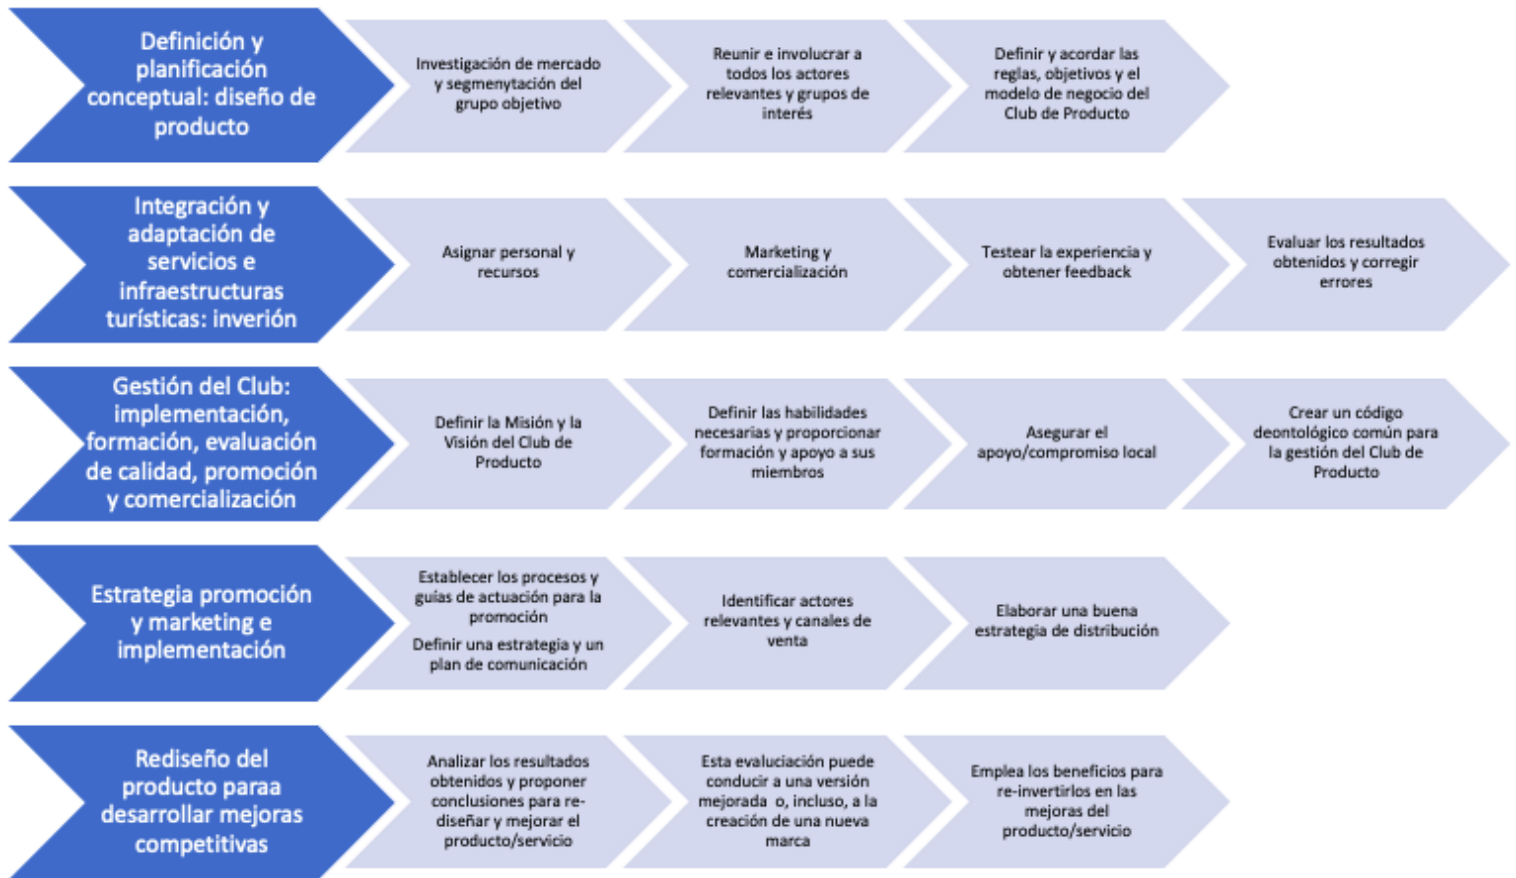 Definición y
planificación
conceptual: diseño de
producto
Investigación de mercado
y segmenytación del
grupo objetivo
Reunir e involucrar a
todos los actores
relevantes y grupos de
interés
Definir y acordar las
reglas, objetivos y el
modelo de negocio del
Club de Producto
Integración y
adaptación de
servicios e
infraestructuras
turísticas: inverión
Asignar personal y
recursos
Marketing y
comercialización
Testear la experiencia y
obtener feedback
Evaluar los resultados
obtenidos y corregir
errores
Gestión del Club:
implementación,
formación, evaluación
de calidad, promoción
y comercialización
Definir la Misión y la
Visión del Club de
Producto
Definir las habilidades
necesarias y proporcionar
formación y apoyo a sus
miembros
Asegurar el
apoyo/compromiso local
Crear un código
deontológico común para
la gestión del Club de
Producto
Estrategia promoción
y marketing e
implementación
Establecer los procesos y
guías de actuación para la
promoción
Definir una estrategia y un
plan de comunicación
Identificar actores
relevantes y canales de
venta
Elaborar una buena
estrategia de distribución
Rediseño del
producto paraa
desarrollar mejoras
competitivas
Analizar los resultados
obtenidos y proponer
conclusiones para re-
diseñar y mejorar el
producto/servicio
Esta evaluciación puede
conducir a una versión
mejorada o, incluso, a la
creación de una nueva
marca
Emplea los beneficios para
re-invertirlos en las
mejoras del
producto/servicio